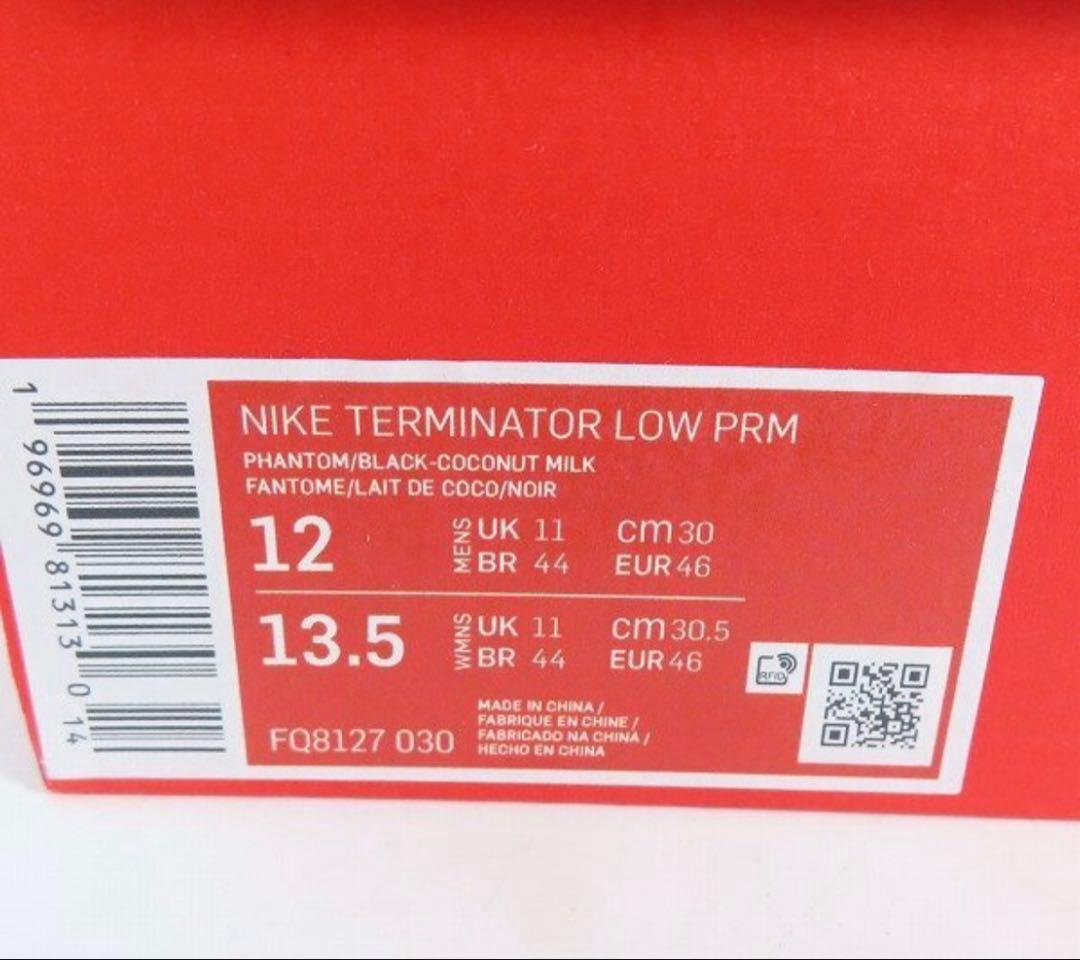 NIKE TERMINATOR LOW PRM
PHANTOM/BLACK-COCONUT MILK
FANTOME/LAIT DE COCO/NOIR
12 MENS UK 11 cm 30
BR 44 EUR 46
13.5 WMNS UK 11 cm 30.5
BR 44 EUR 46
RFID
FQ8127 030
MADE IN CHINA /
FABRIQUE EN CHINE /
FABRICADO NA CHINA /
HECHO EN CHINA
1 96969 81313 0 14